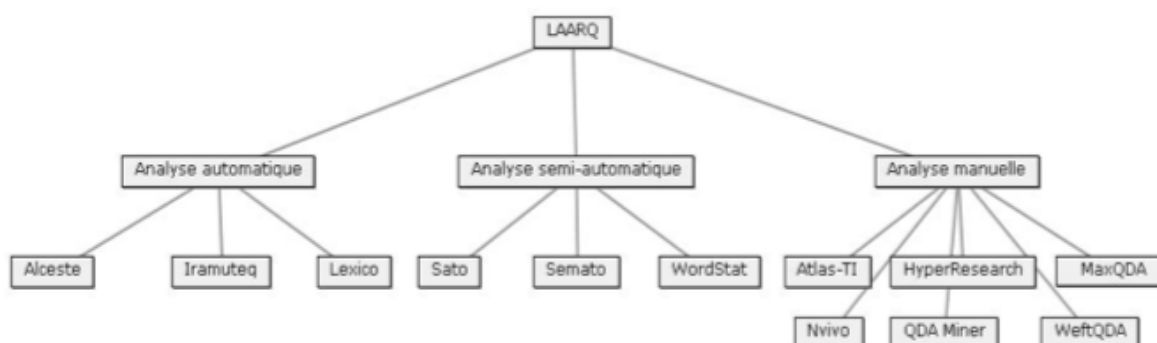 LAARQ
Analyse automatique
Analyse semi-automatique
Analyse manuelle
Alceste
Iramuteq
Lexico
Sato
Semato
WordStat
Atlas-TI
HyperResearch
MaxQDA
Nvivo
QDA Miner
WeftQDA